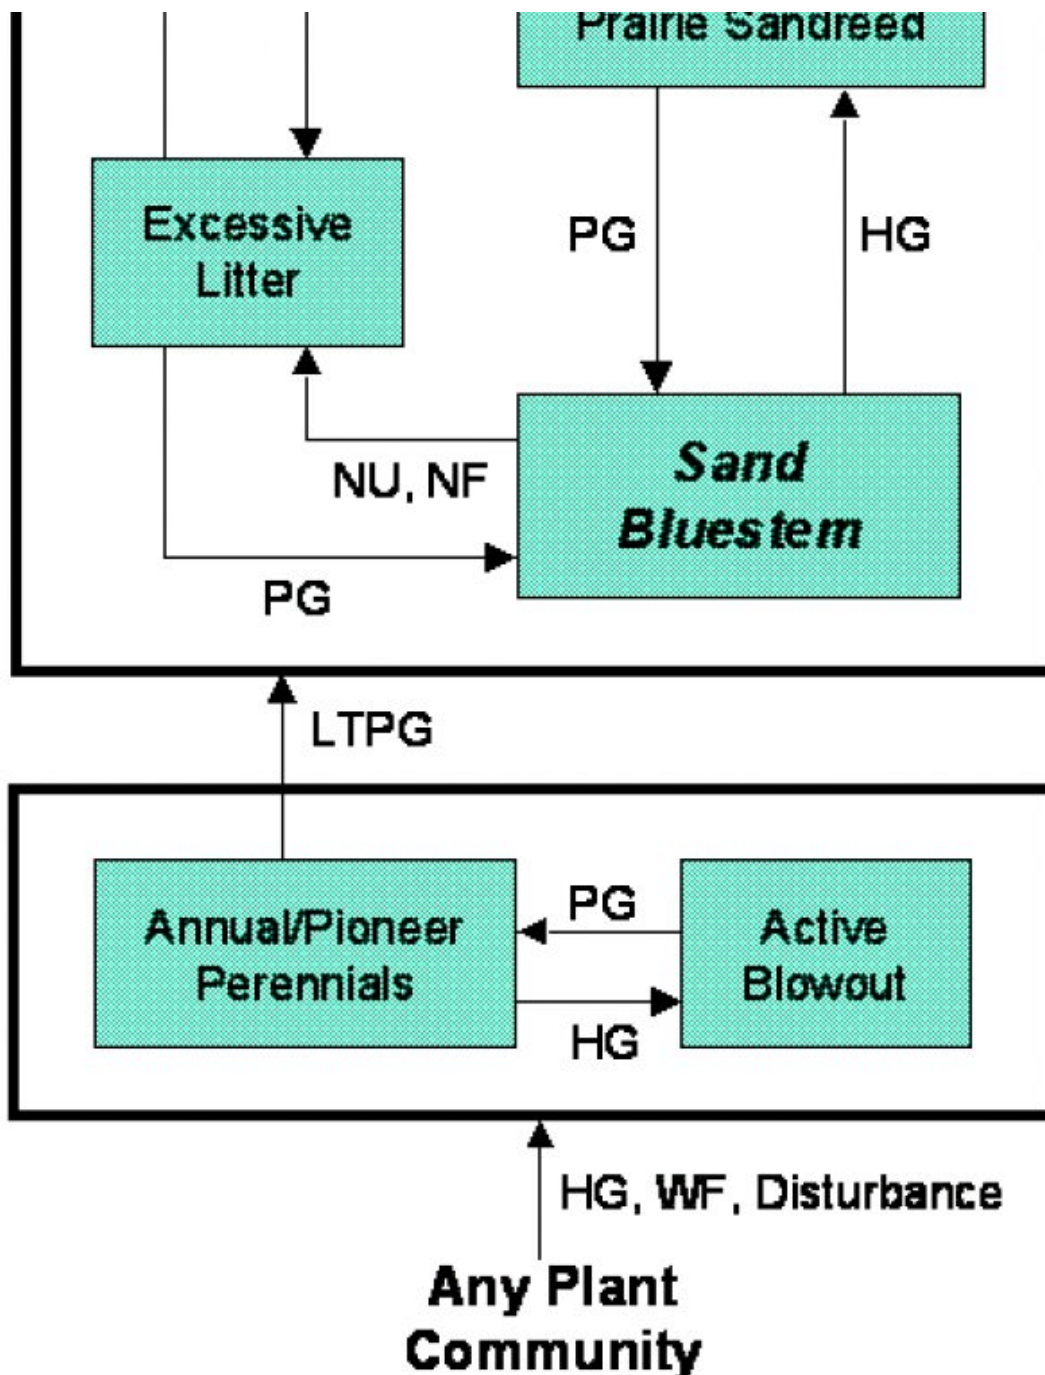 Prairie Sandreed
Excessive
Litter
PG
HG
Sand
Bluestem
NU, NF
PG
LTPG
Annual/Pioneer
Perennials
PG
HG
Active
Blowout
HG, WF, Disturbance
Any Plant
Community